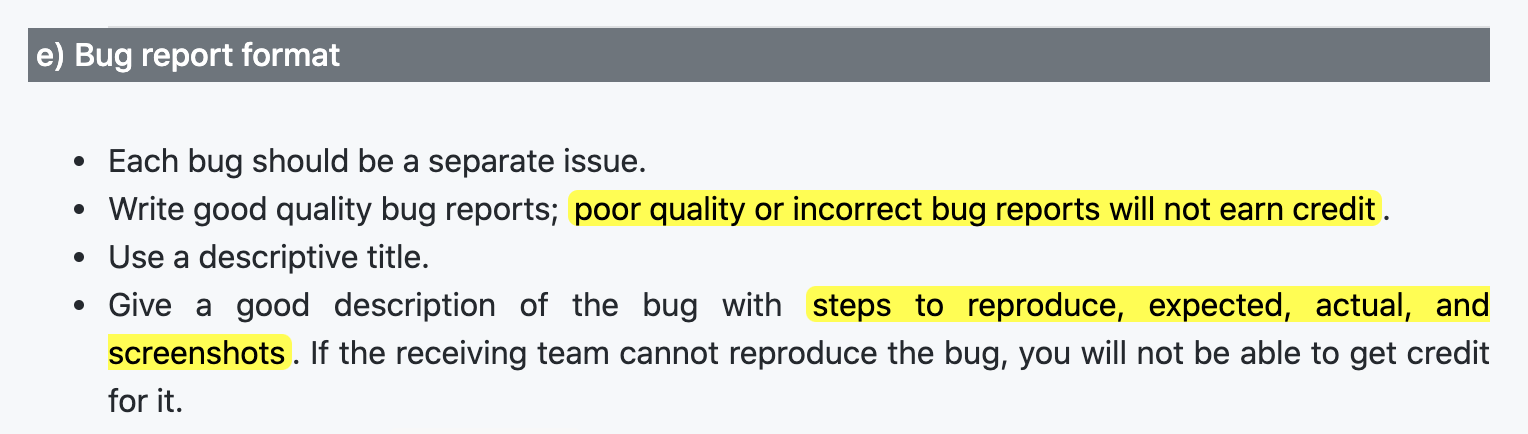 e) Bug report format
• Each bug should be a separate issue.
• Write good quality bug reports; poor quality or incorrect bug reports will not earn credit.
• Use a descriptive title.
• Give a good description of the bug with steps to reproduce, expected, actual, and
screenshots. If the receiving team cannot reproduce the bug, you will not be able to get credit
for it.